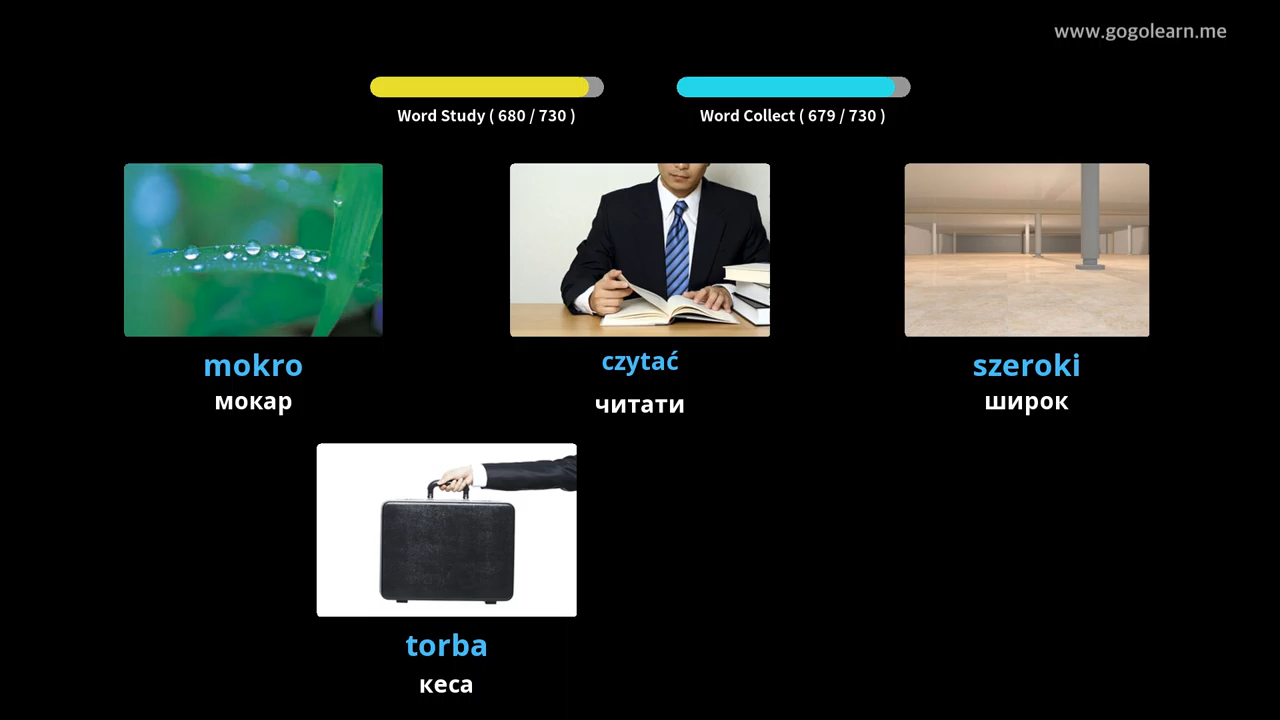 www.gogolearn.me
Word Study ( 680 / 730 )
Word Collect ( 679 / 730 )
mokro
мокар
czytać
читати
szeroki
широк
torba
кеса